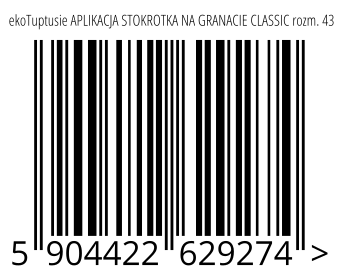 ekoTuptusie APLIKACJA STOKROTKA NA GRANACIE CLASSIC rozm. 43
5 904422 629274 >